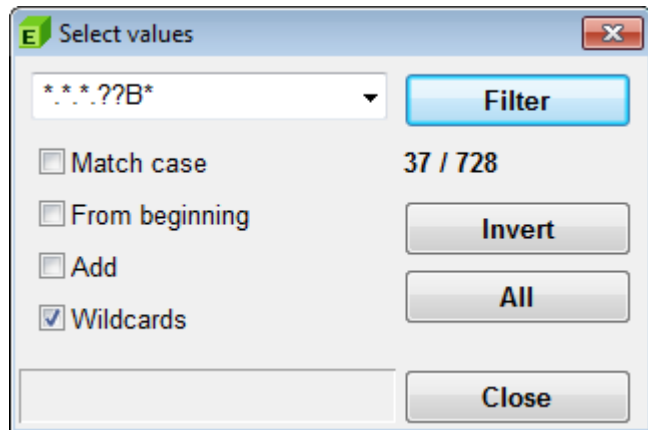 E Select values
*.*.*.??B*
Filter
Match case
37 / 728
From beginning
Invert
Add
All
Wildcards
Close